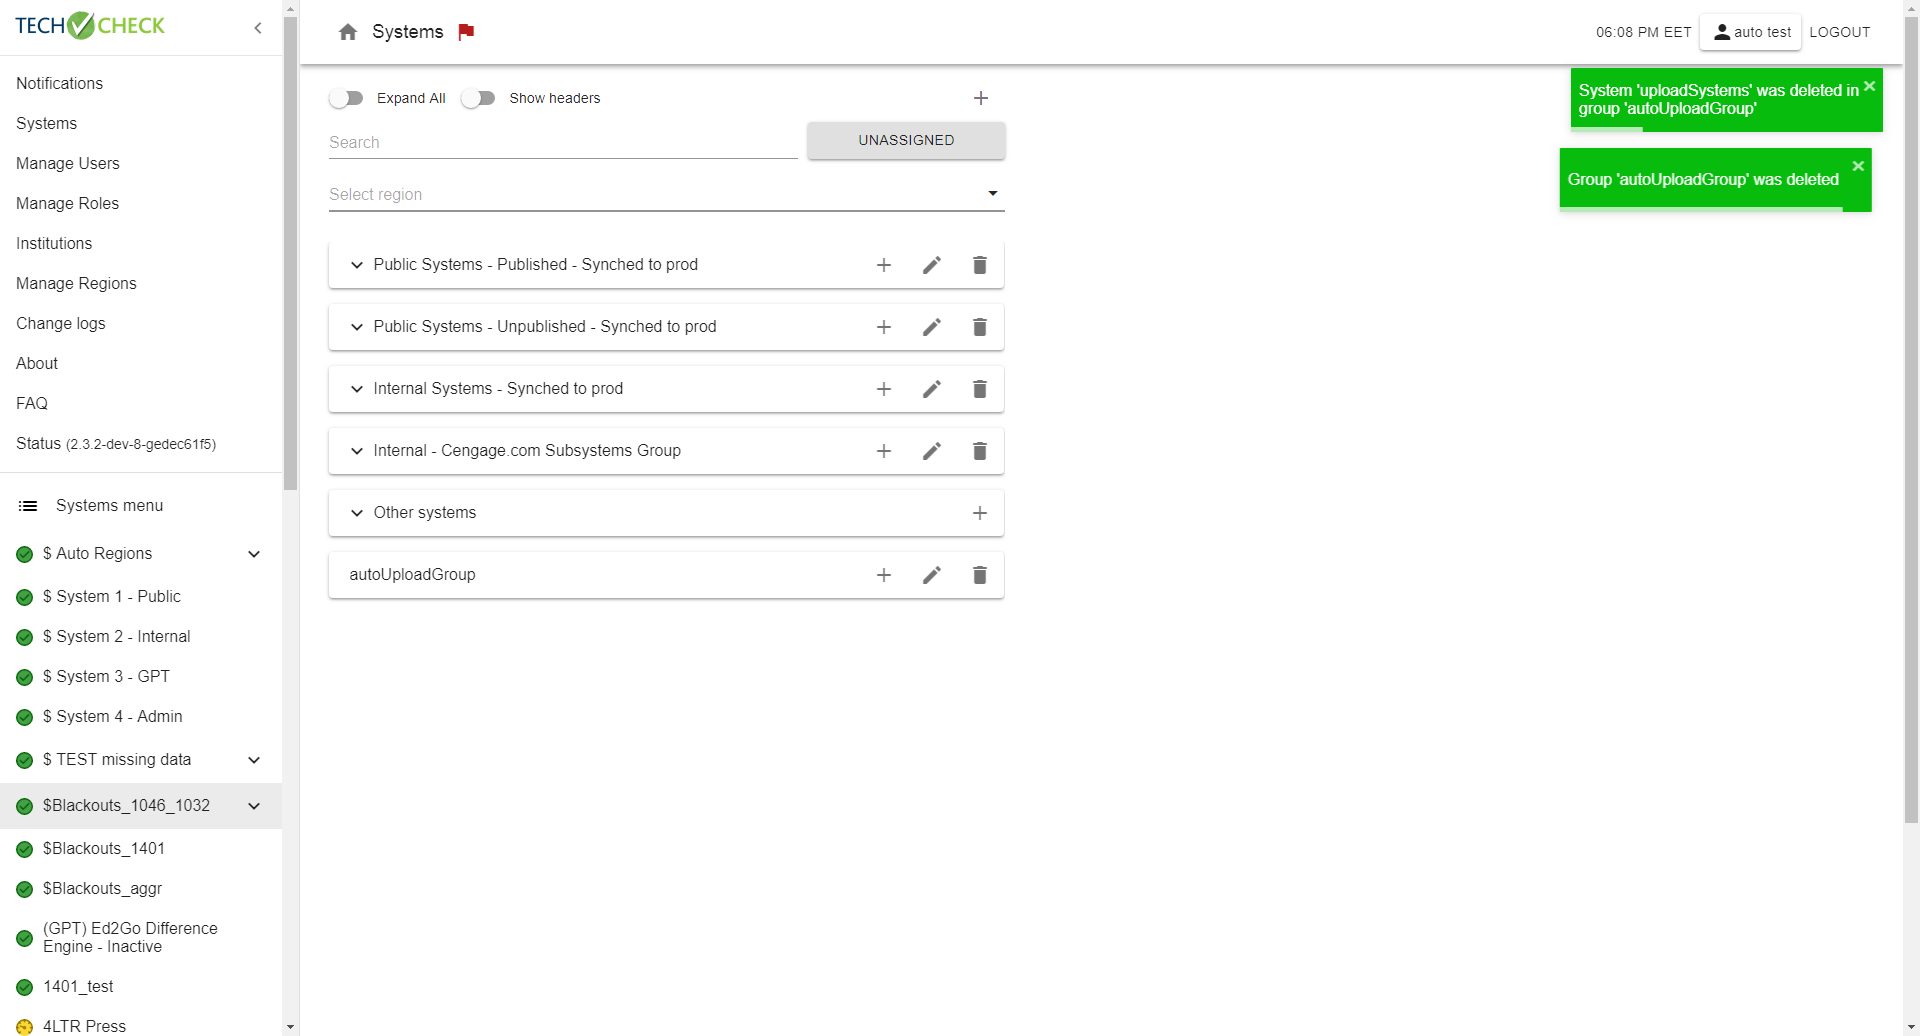 TECH CHECK
Notifications
Systems
Manage Users
Manage Roles
Institutions
Manage Regions
Change logs
About
FAQ
Status (2.3.2-dev-8-gedec61f5)
Systems menu
$ Auto Regions
$ System 1 - Public
$ System 2 - Internal
$ System 3 - GPT
$ System 4 - Admin
$ TEST missing data
$Blackouts_1046_1032
$Blackouts_1401
$Blackouts_aggr
(GPT) Ed2Go Difference
Engine - Inactive
1401_test
4LTR Press
Systems
06:08 PM EET
auto test
LOGOUT
Expand All
Show headers
Search
UNASSIGNED
Select region
Public Systems - Published - Synched to prod
Public Systems - Unpublished - Synched to prod
Internal Systems - Synched to prod
Internal - Cengage.com Subsystems Group
Other systems
autoUploadGroup
System 'uploadSystems' was deleted in
group 'autoUploadGroup'
Group 'autoUploadGroup' was deleted